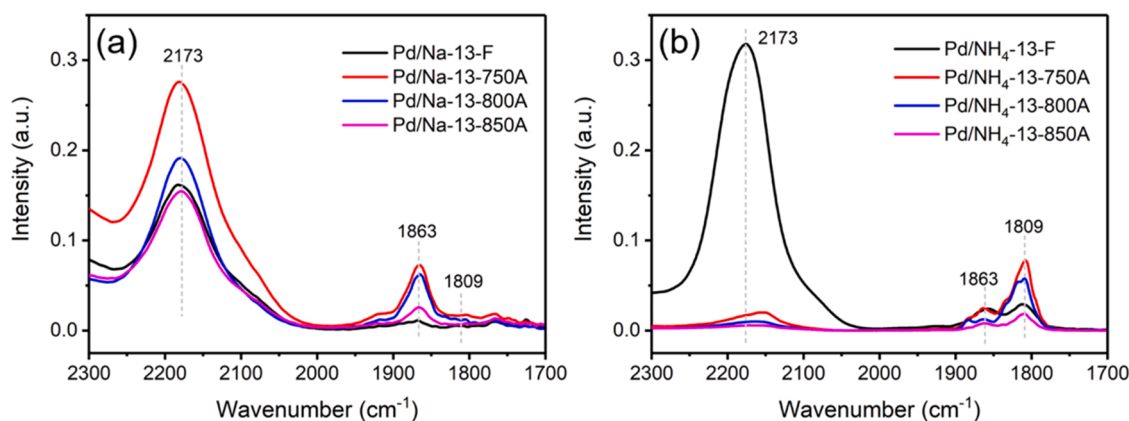 (a)
2173
Pd/Na-13-F
Pd/Na-13-750A
Pd/Na-13-800A
Pd/Na-13-850A
1863
1809
0.3
0.2
0.1
0.0
Intensity (a.u.)
2300 2200 2100 2000 1900 1800 1700
Wavenumber (cm⁻¹)
(b)
2173
Pd/NH₄-13-F
Pd/NH₄-13-750A
Pd/NH₄-13-800A
Pd/NH₄-13-850A
1809
1863
0.3
0.2
0.1
0.0
Intensity (a.u.)
2300 2200 2100 2000 1900 1800 1700
Wavenumber (cm⁻¹)